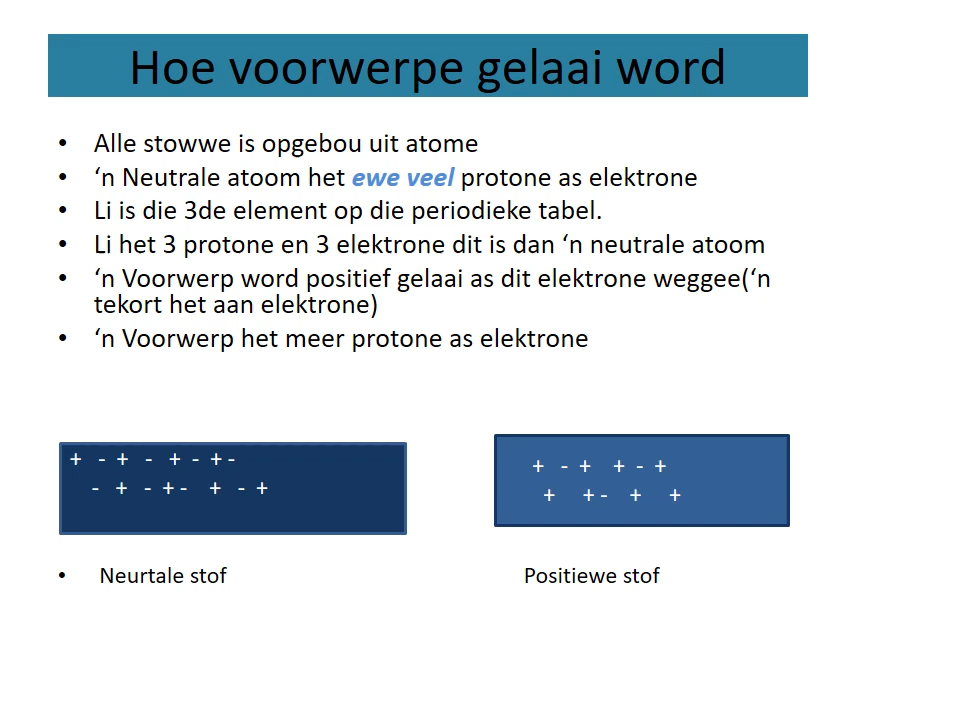 Hoe voorwerpe gelaai word
• Alle stowwe is opgebou uit atome
• ‘n Neutrale atoom het ewe veel protone as elektrone
• Li is die 3de element op die periodieke tabel.
• Li het 3 protone en 3 elektrone dit is dan ‘n neutrale atoom
• ‘n Voorwerp word positief gelaai as dit elektrone weggee(‘n
tekort het aan elektrone)
• ‘n Voorwerp het meer protone as elektrone
+ - + - + - + -
- + - + - + - +
+ - + + - +
+ + - + +
• Neurtale stof
Positiewe stof